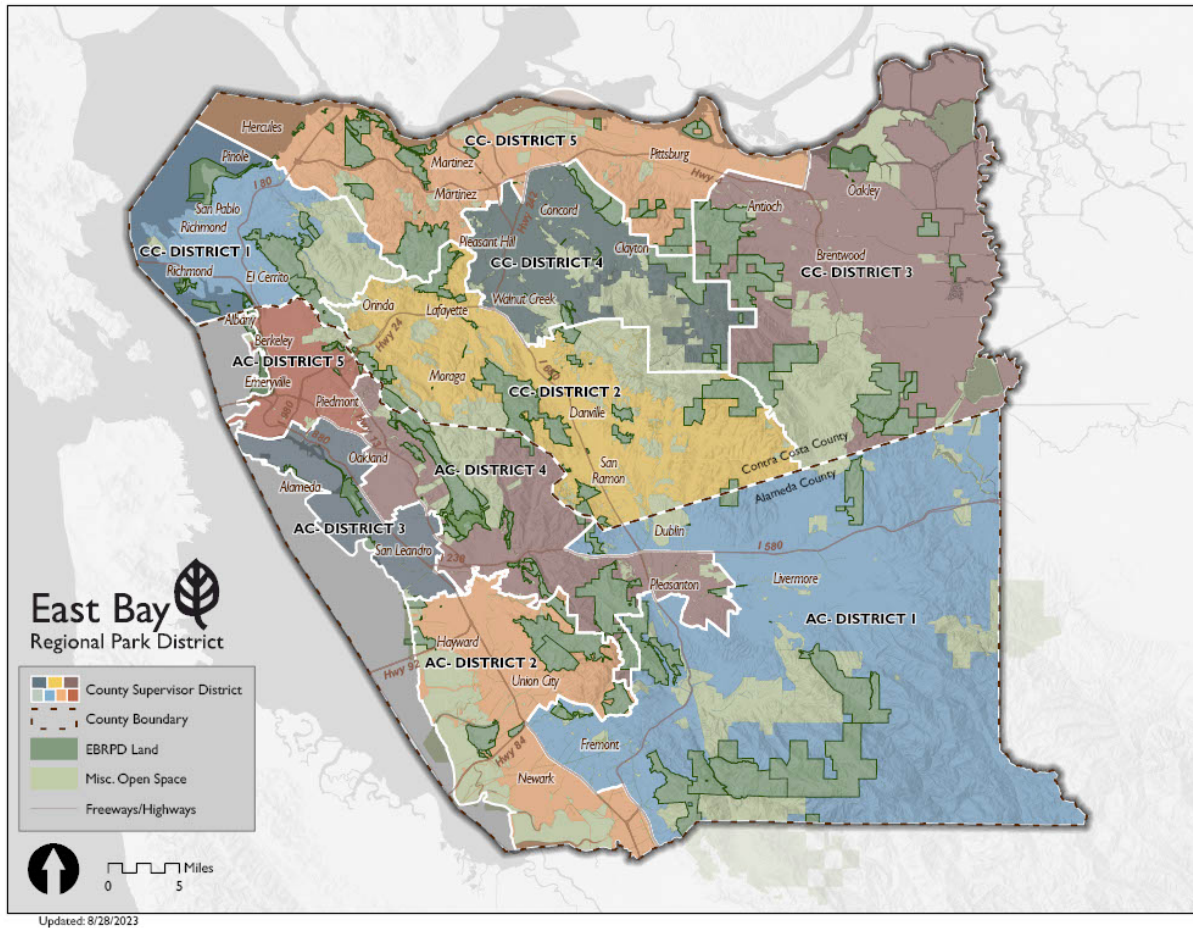 Hercules
CC- DISTRICT 5
Pinole
Martinez
Pittsburg
Hwy
I 80
Martinez
Oakley
San Pablo
Concord
Antioch
Richmond
Pleasant Hill
Clayton
CC- DISTRICT 1
CC- DISTRICT 4
Brentwood
Richmond
El Cerrito
CC- DISTRICT 3
Walnut Creek
Orinda
Lafayette
Albany
Hwy 24
Berkeley
AC- DISTRICT 5
Emeryville
Moraga
CC- DISTRICT 2
Piedmont
Danville
Oakland
San
Ramon
Contra Costa County
AC- DISTRICT 4
Alameda County
Alameda
AC- DISTRICT 3
Dublin
San Leandro
I 580
Pleasanton
Livermore
East Bay
Regional Park District
AC- DISTRICT 1
Hayward
AC- DISTRICT 2
Hwy 92
Union City
County Supervisor District
County Boundary
EBRPD Land
Misc. Open Space
Freeways/Highways
Fremont
Hwy 84
Newark
Miles
0 5
Updated: 8/28/2023